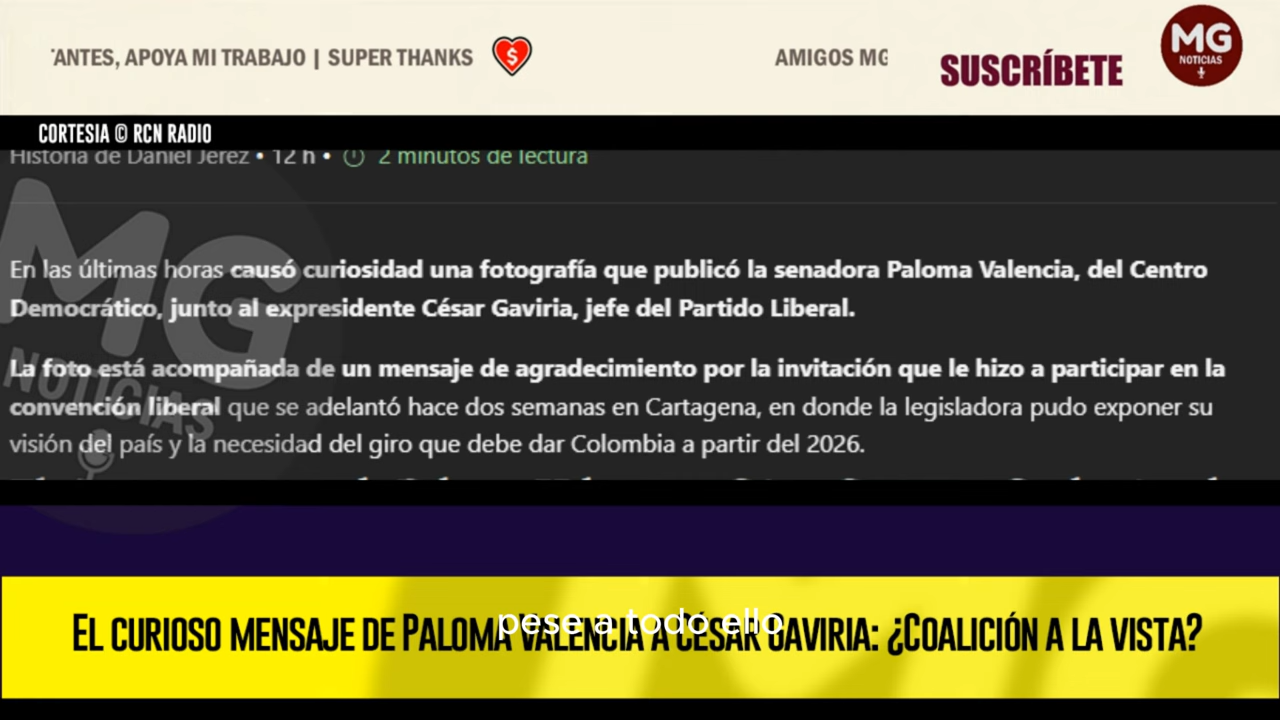 'ANTES, APOYA MI TRABAJO | SUPER THANKS
AMIGOS MG
SUSCRÍBETE
MG
NOTICIAS
CORTESIA © RCN RADIO
Historia de Daniel Jerez • 12 h • 2 minutos de lectura
En las últimas horas causó curiosidad una fotografía que publicó la senadora Paloma Valencia, del Centro
Democrático, junto al expresidente César Gaviria, jefe del Partido Liberal.
La foto está acompañada de un mensaje de agradecimiento por la invitación que le hizo a participar en la
convención liberal que se adelantó hace dos semanas en Cartagena, en donde la legisladora pudo exponer su
visión del país y la necesidad del giro que debe dar Colombia a partir del 2026.
MG
NOTICIAS
EL CURIOSO MENSAJE DE PALOMA VALENCIA A CÉSAR GAVIRIA: ¿COALICIÓN A LA VISTA?
pese a todo ello